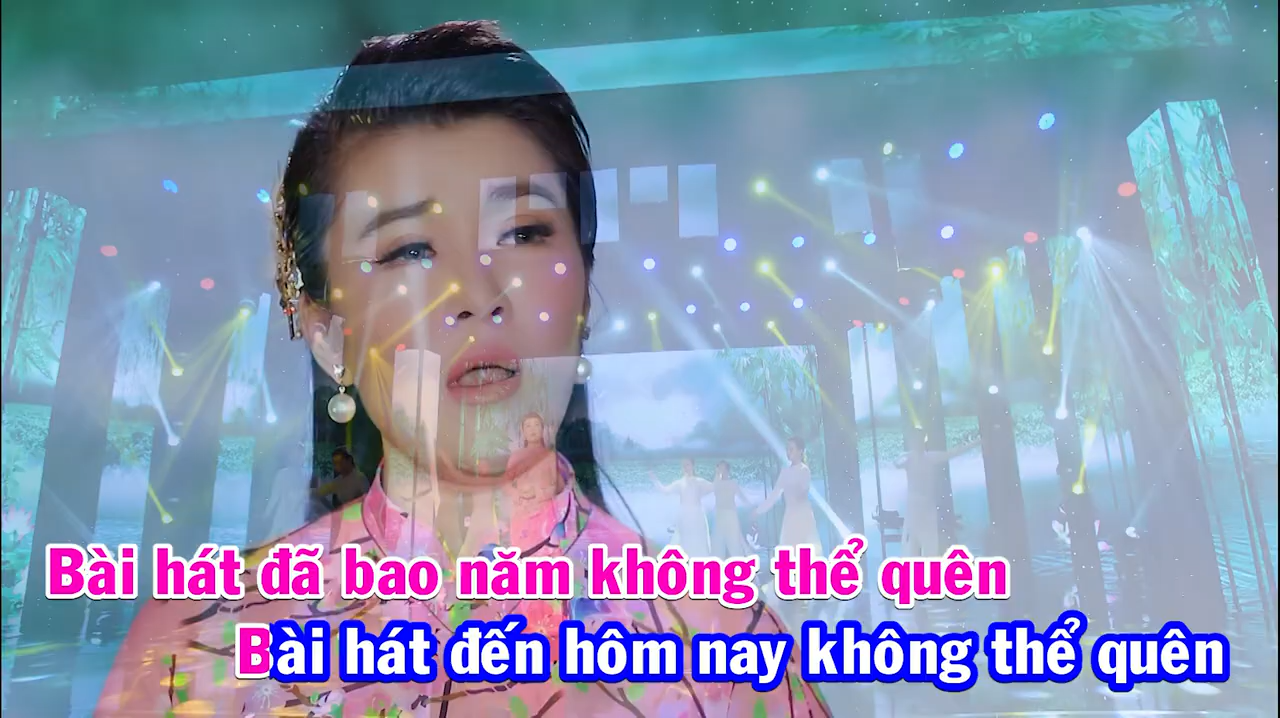 Bài hát đã bao năm không thể quên
Bài hát đến hôm nay không thể quên